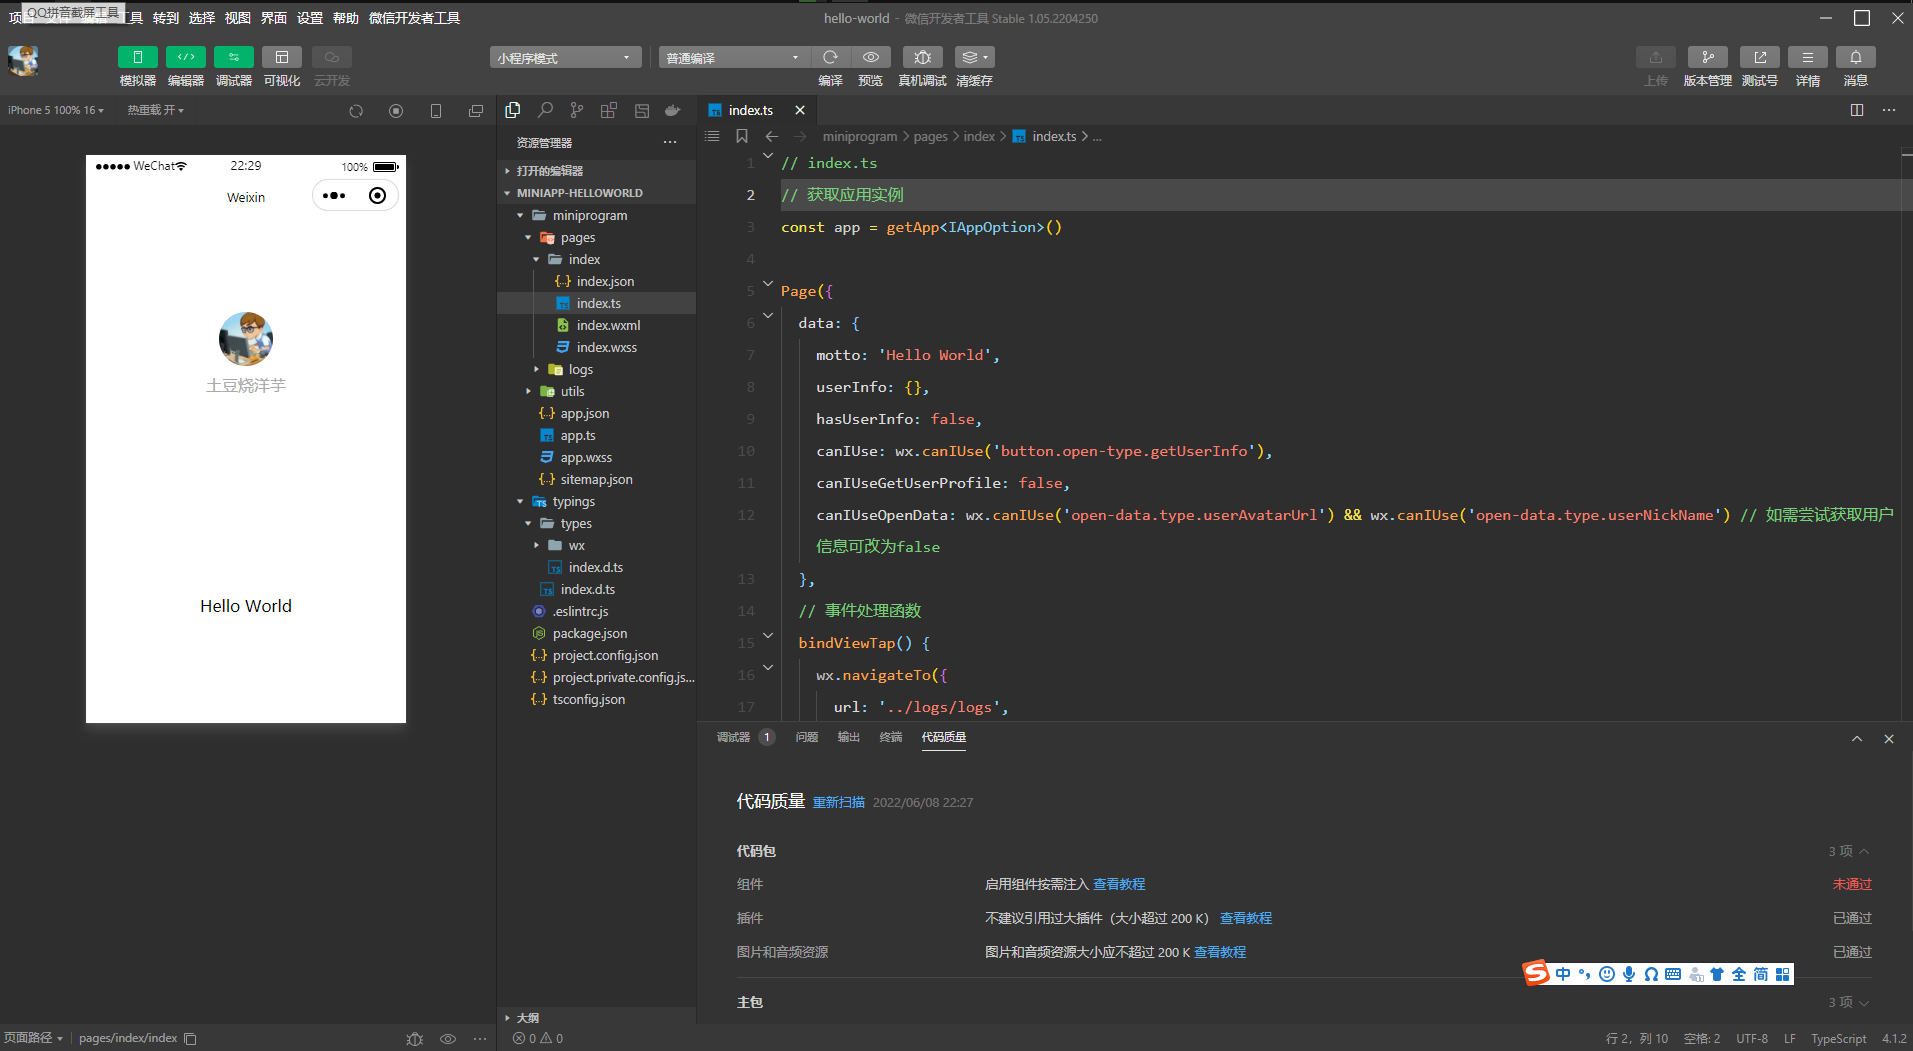 QQ拼音截屏工具
项目 文件 编辑 工具 转到 选择 视图 界面 设置 帮助 微信开发者工具
hello-world - 微信开发者工具 Stable 1.05.2204250
模拟器 编辑器 调试器 可视化 云开发
小程序模式 普通编译
编译 预览 真机调试 清缓存
上传 版本管理 测试号 详情 消息
iPhone 5 100% 16 热重载 开
WeChat 22:29 100%
Weixin
土豆烧洋芋
Hello World
页面路径 pages/index/index
资源管理器
打开的编辑器
MINIAPP-HELLOWORLD
miniprogram
pages
index
index.json
index.ts
index.wxml
index.wxss
logs
utils
app.json
app.ts
app.wxss
sitemap.json
typings
types
wx
index.d.ts
index.d.ts
.eslintrc.js
package.json
project.config.json
project.private.config.js...
tsconfig.json
大纲
0 0
index.ts
miniprogram > pages > index > index.ts > ...
1 // index.ts
2 // 获取应用实例
3 const app = getApp<IAppOption>()
4
5 Page({
6 data: {
7 motto: 'Hello World',
8 userInfo: {},
9 hasUserInfo: false,
10 canIUse: wx.canIUse('button.open-type.getUserInfo'),
11 canIUseGetUserProfile: false,
12 canIUseOpenData: wx.canIUse('open-data.type.userAvatarUrl') && wx.canIUse('open-data.type.userNickName') // 如需尝试获取用户
信息可改为false
13 },
14 // 事件处理函数
15 bindViewTap() {
16 wx.navigateTo({
17 url: '../logs/logs',
调试器 1 问题 输出 终端 代码质量
代码质量 重新扫描 2022/06/08 22:27
代码包 3 项
组件 启用组件按需注入 查看教程 未通过
插件 不建议引用过大插件（大小超过 200 K） 查看教程 已通过
图片和音频资源 图片和音频资源大小应不超过 200 K 查看教程 已通过
S 中 °, 全 简
主包 3 项
行 2，列 10 空格: 2 UTF-8 LF TypeScript 4.1.2